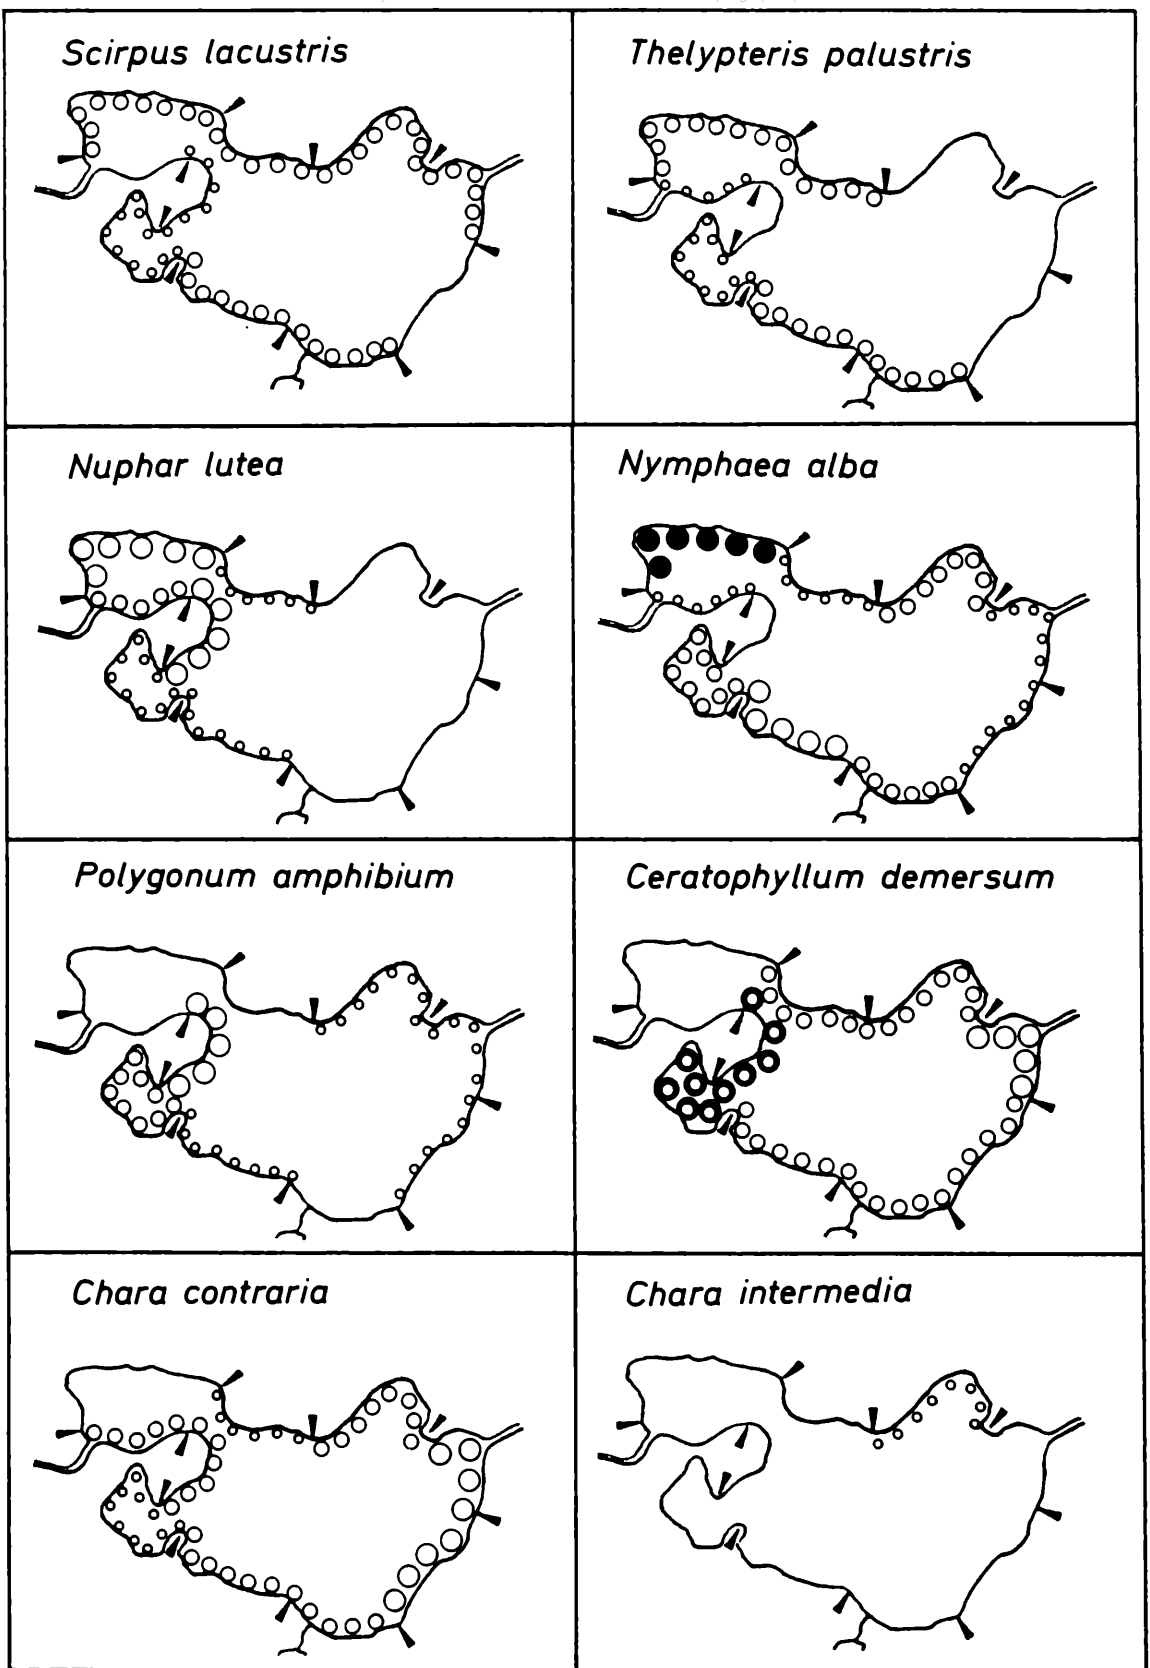 Scirpus lacustris
Thelypteris palustris
Nuphar lutea
Nymphaea alba
Polygonum amphibium
Ceratophyllum demersum
Chara contraria
Chara intermedia